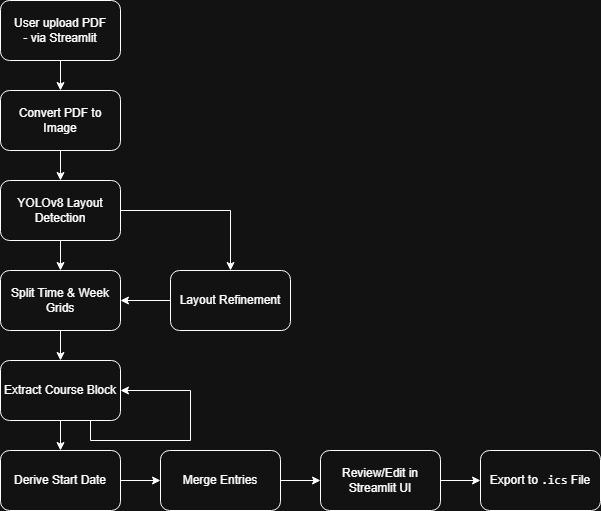 User upload PDF
- via Streamlit
Convert PDF to
Image
YOLOv8 Layout
Detection
Split Time & Week
Grids
Layout Refinement
Extract Course Block
Derive Start Date
Merge Entries
Review/Edit in
Streamlit UI
Export to .ics File